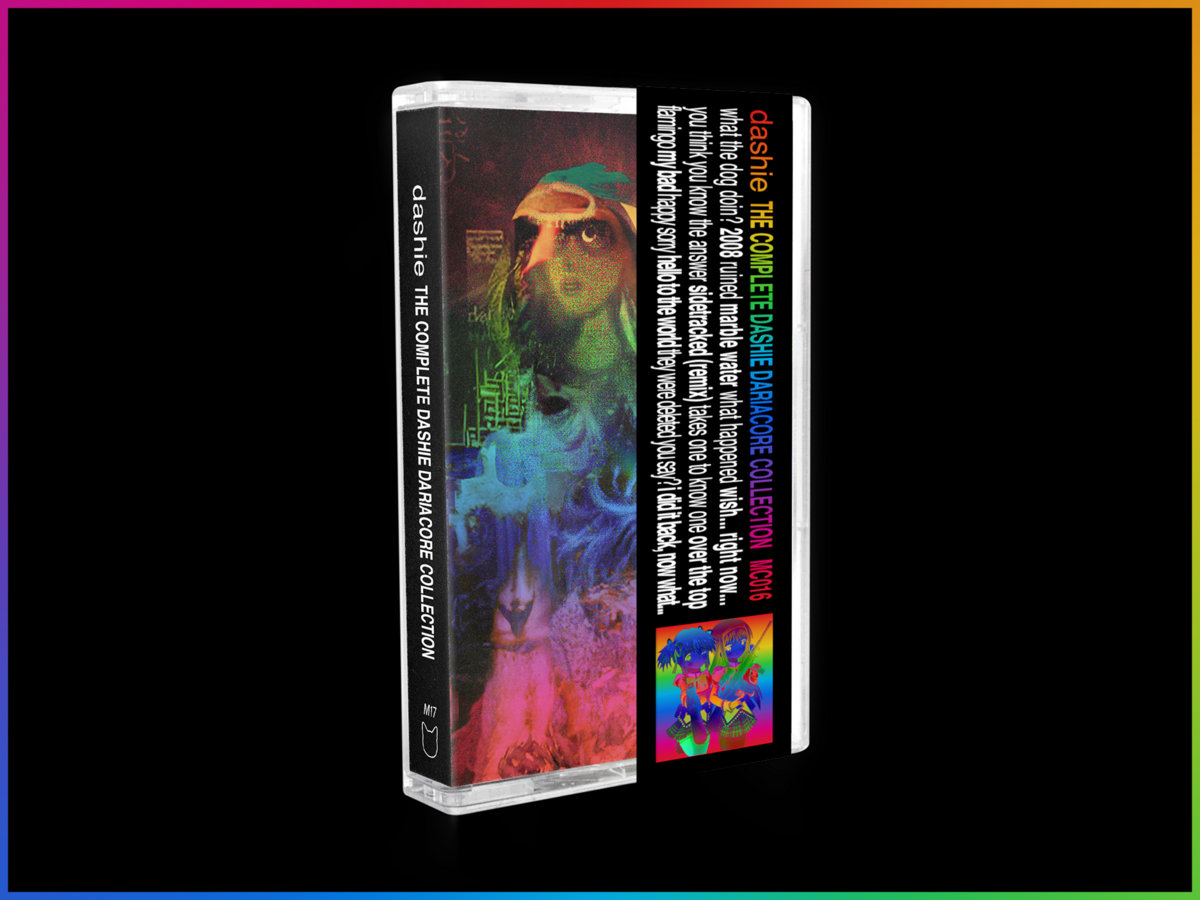 dashie THE COMPLETE DASHIE DARIACORE COLLECTION
M17
dashie THE COMPLETE DASHIE DARIACORE COLLECTION MC016
what the dog doin? 2008 ruined marble water what happened wish... right now...
you think you know the answer sidetracked (remix) takes one to know one over the top
flamingo my bad happy sorry hello to the world they were deleted you say? i did it back, now what...